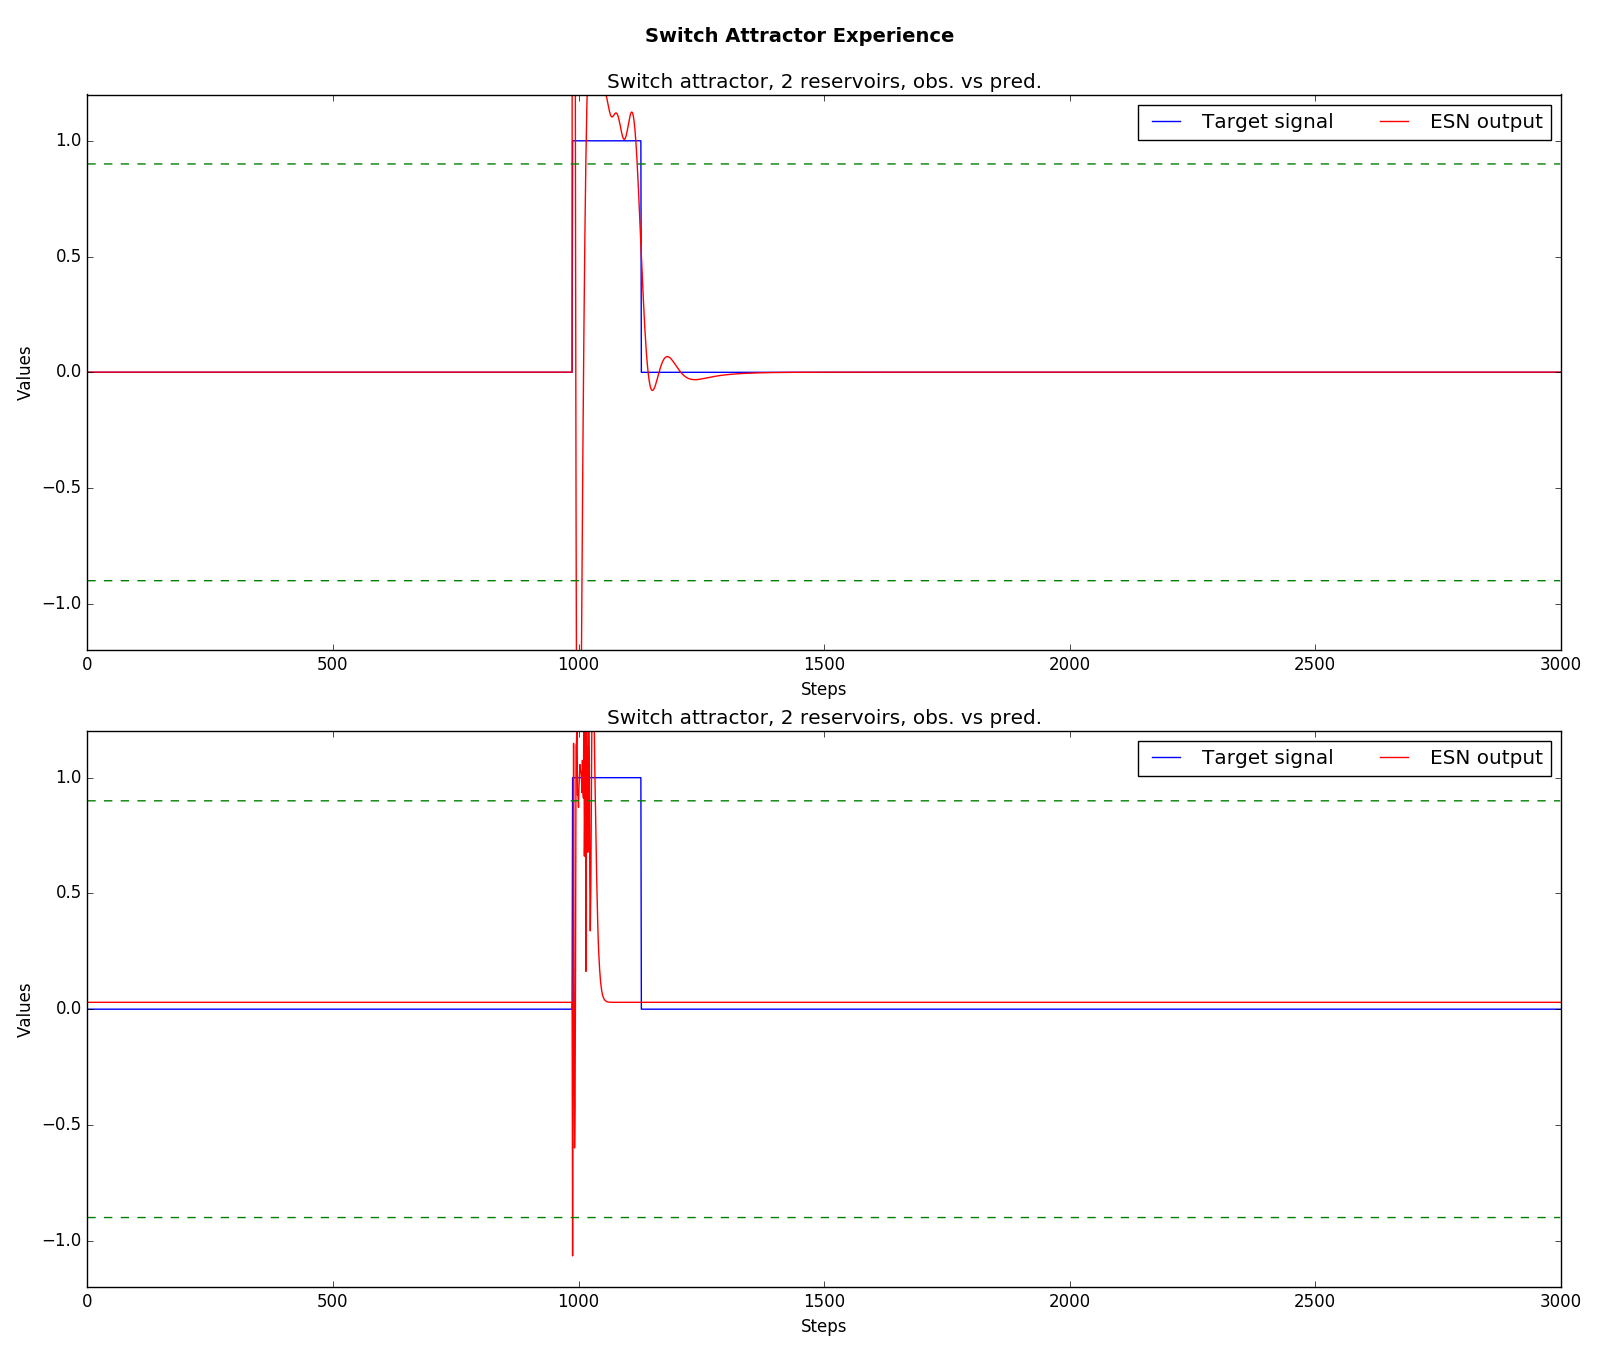 Switch Attractor Experience
Switch attractor, 2 reservoirs, obs. vs pred.
Target signal ESN output
1.0
0.5
0.0
−0.5
−1.0
Values
0 500 1000 1500 2000 2500 3000
Steps
Switch attractor, 2 reservoirs, obs. vs pred.
Target signal ESN output
1.0
0.5
0.0
−0.5
−1.0
Values
0 500 1000 1500 2000 2500 3000
Steps